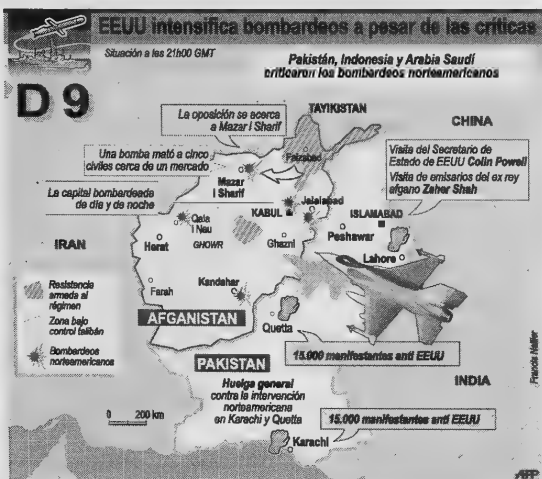 EEUU intensifica bombardeos a pesar de las críticas
Situación a las 21h00 GMT
Pakistán, Indonesia y Arabia Saudí
criticaron los bombardeos norteamericanos
D 9
La oposición se acerca
a Mazar i Sharif
TAYIKISTAN
CHINA
Una bomba mató a cinco
civiles cerca de un mercado
Faizabad
Visita del Secretario de
Estado de EEUU Colin Powell
Visita de emisarios del ex rey
afgano Zaher Shah
Mazar
i Sharif
La capital bombardeada
de día y de noche
Jalalabad
KABUL
ISLAMABAD
Qala
i Nau
Peshawar
IRAN
Herat
GHOWR
Ghazni
Lahore
Resistencia
armada al
régimen
Farah
Kandahar
Zona bajo
control talibán
AFGANISTAN
Quetta
Bombardeos
norteamericanos
PAKISTAN
15.000 manifestantes anti EEUU
Huelga general
contra la intervención
norteamericana
en Karachi y Quetta
INDIA
Francis Nallier
0 200 km
15.000 manifestantes anti EEUU
Karachi
AFP